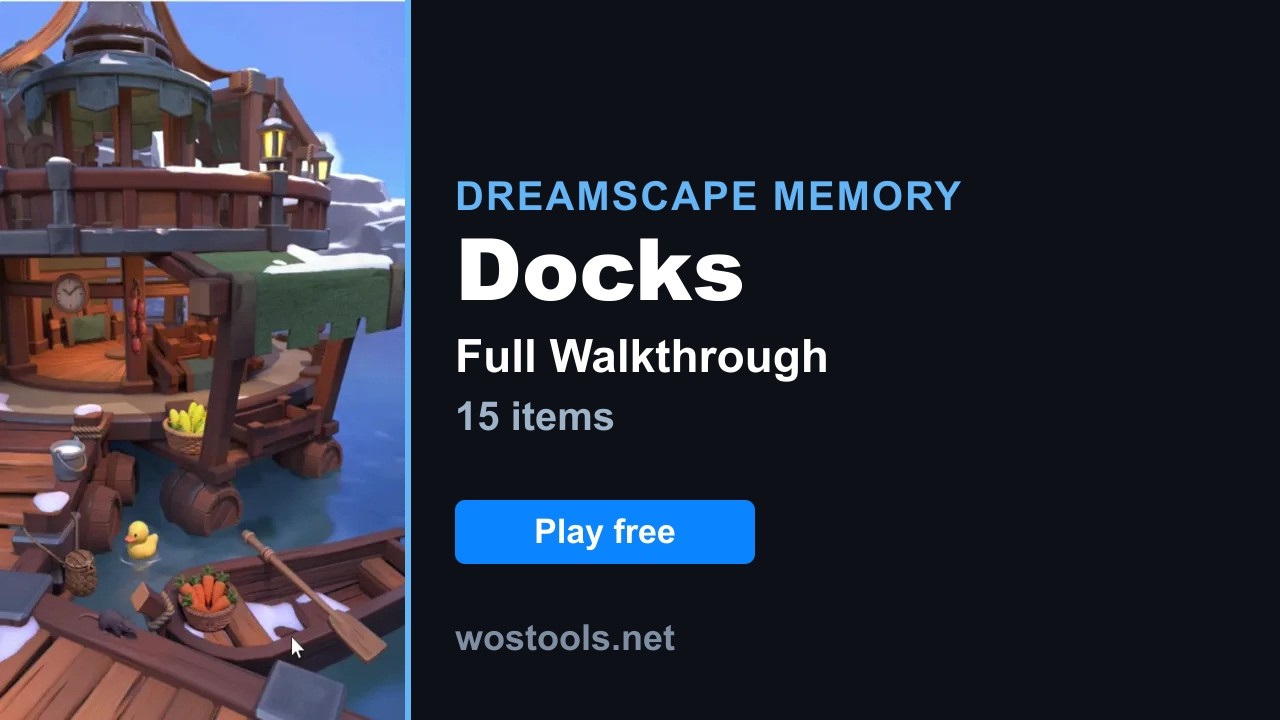 DREAMSCAPE MEMORY
Docks
Full Walkthrough
15 items
Play free
wostools.net